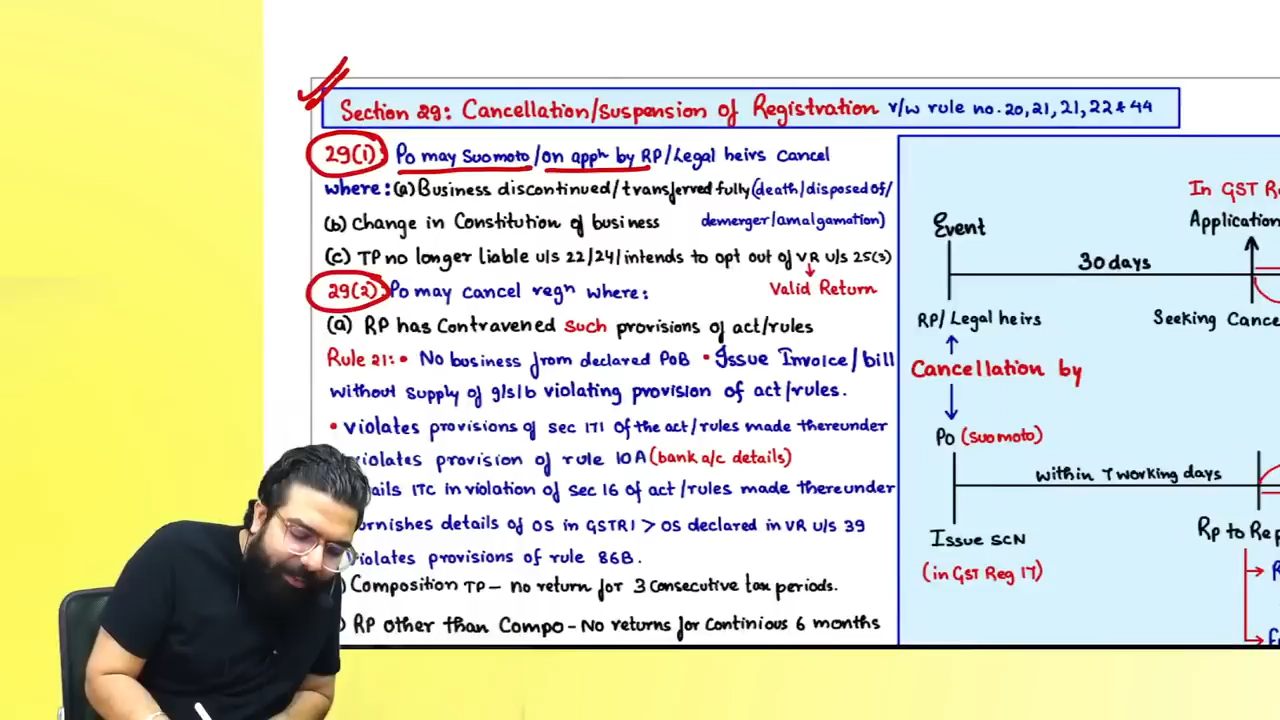 Section 29: Cancellation/Suspension of Registration r/w rule no. 20, 21, 21, 22 & 44
29(1) Po may Suomoto/on appn by RP/Legal heirs cancel
where: (a) Business discontinued/transferred fully (death/disposed of/
(b) Change in Constitution of business demerger/amalgamation)
(c) TP no longer liable u/s 22/24/intends to opt out of VR u/s 25(3)
Valid Return
29(2) Po may cancel regn where:
(a) RP has Contravened such provisions of act/rules
Rule 21: • No business from declared PoB • Issue Invoice/bill
without supply of g/s/b violating provision of act/rules.
• violates provisions of sec 171 of the act/rules made thereunder
violates provision of rule 10A (bank a/c details)
ails ITC in violation of Sec 16 of act/rules made thereunder
urnishes details of OS in GSTR1 > OS declared in VR u/s 39
iolates provisions of rule 86B.
) Composition TP – no return for 3 Consecutive tax periods.
) RP other than Compo – No returns for Continious 6 months
In GST Re
Application
Event
30 days
RP/Legal heirs
Seeking Cance
Cancellation by
Po (suomoto)
within 7 working days
Issue SCN
(in GST Reg 17)
Rp to Rep
R